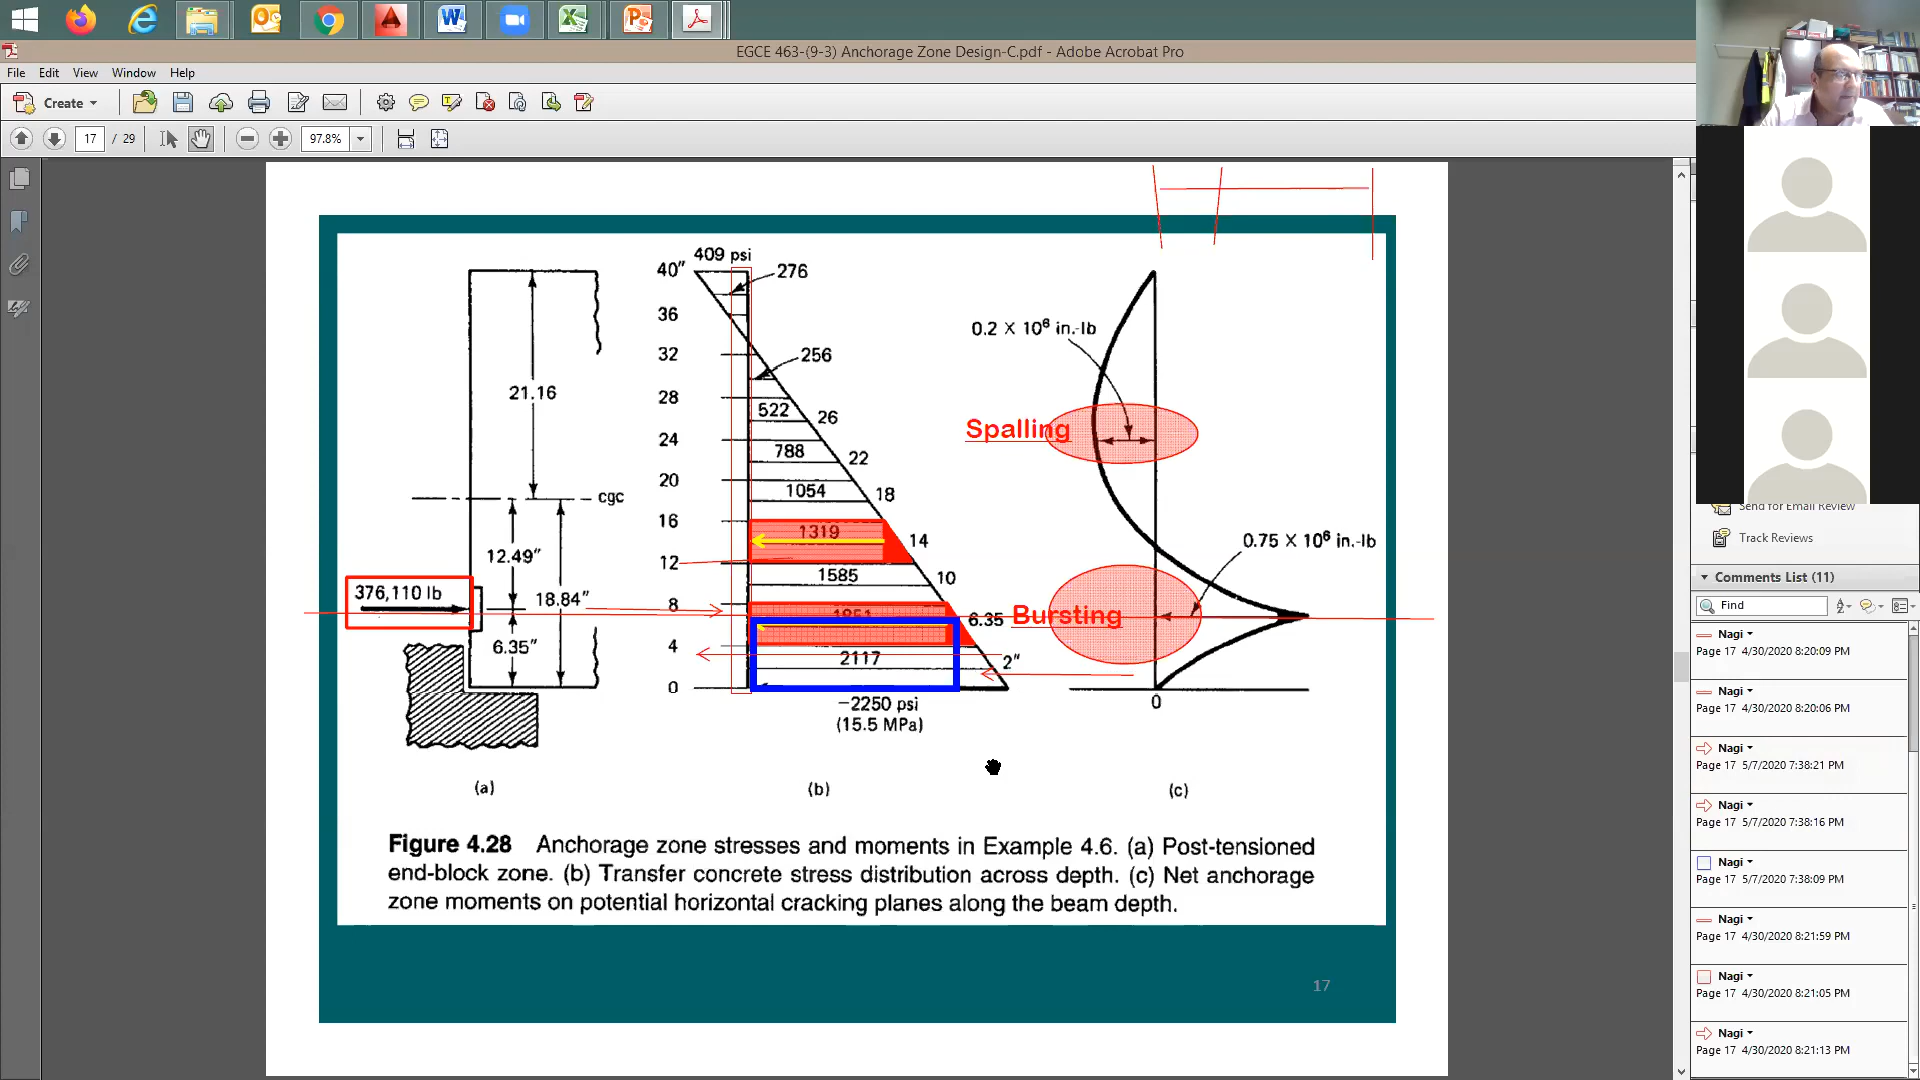 EGCE 463-(9-3) Anchorage Zone Design-C.pdf - Adobe Acrobat Pro
File Edit View Window Help
Create
17 / 29
97.8%
409 psi
40"
276
36
32
256
28
522
26
24
788
22
20
1054
18
16
1319
14
12
1585
10
8
1851
6.35
4
2117
2"
0
−2250 psi
(15.5 MPa)
21.16
cgc
12.49"
376,110 lb
18.84"
6.35"
0.2 × 10⁶ in.-lb
Spalling
0.75 × 10⁶ in.-lb
Bursting
0
(a)
(b)
(c)
Figure 4.28 Anchorage zone stresses and moments in Example 4.6. (a) Post-tensioned
end-block zone. (b) Transfer concrete stress distribution across depth. (c) Net anchorage
zone moments on potential horizontal cracking planes along the beam depth.
17
Send for Email Review
Track Reviews
Comments List (11)
Find
Nagi
Page 17 4/30/2020 8:20:09 PM
Nagi
Page 17 4/30/2020 8:20:06 PM
Nagi
Page 17 5/7/2020 7:38:21 PM
Nagi
Page 17 5/7/2020 7:38:16 PM
Nagi
Page 17 5/7/2020 7:38:09 PM
Nagi
Page 17 4/30/2020 8:21:59 PM
Nagi
Page 17 4/30/2020 8:21:05 PM
Nagi
Page 17 4/30/2020 8:21:13 PM